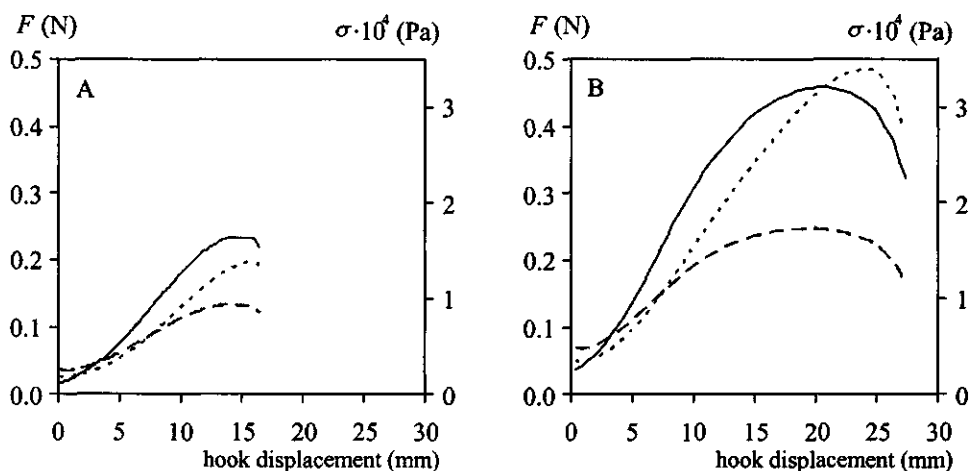 F (N) σ·10⁴ (Pa) F (N) σ·10⁴ (Pa)
0.5 A 0.5 B
3 3
0.4 0.4
0.3 0.3
2 2
0.2 0.2
1 1
0.1 0.1
0.0 0 0.0 0
0 5 10 15 20 25 30 0 5 10 15 20 25 30
hook displacement (mm) hook displacement (mm)